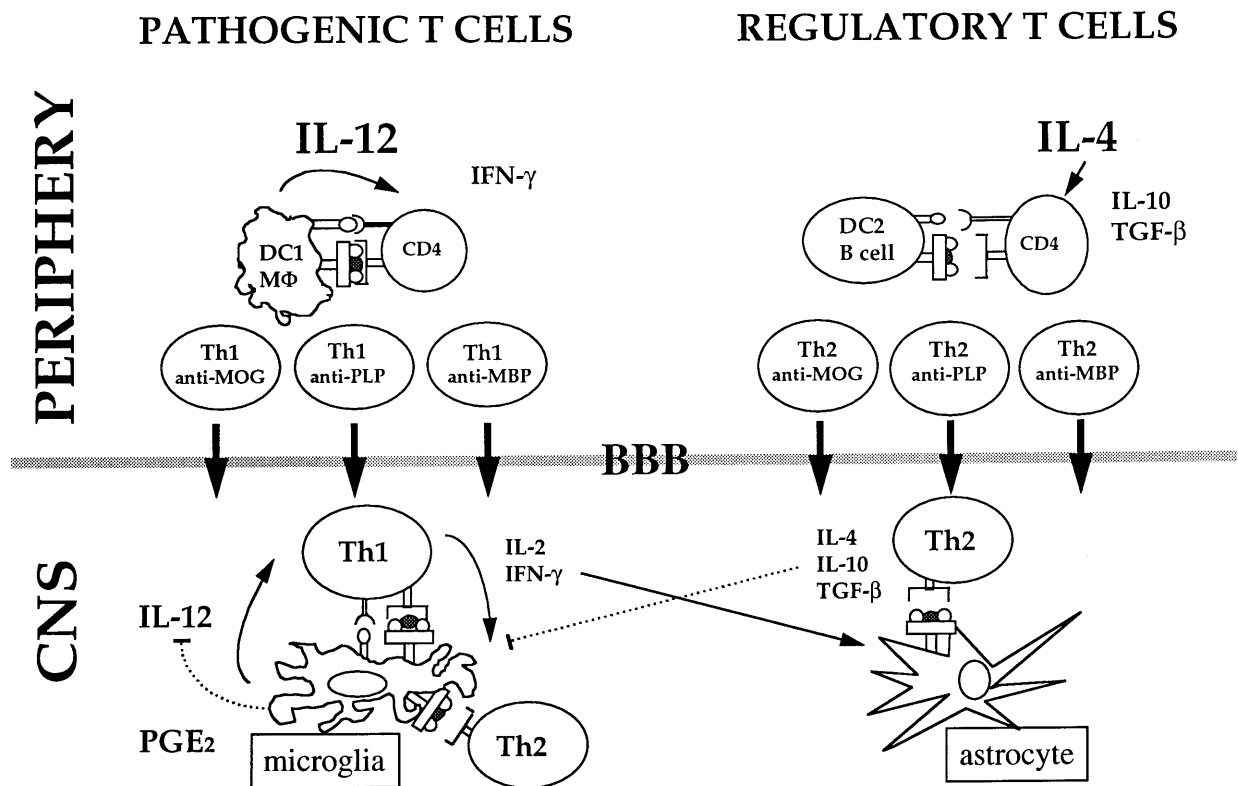 PATHOGENIC T CELLS
REGULATORY T CELLS
PERIPHERY
IL-12
IFN-γ
DC1
MΦ
CD4
IL-4
IL-10
TGF-β
DC2
B cell
CD4
Th1
anti-MOG
Th1
anti-PLP
Th1
anti-MBP
Th2
anti-MOG
Th2
anti-PLP
Th2
anti-MBP
BBB
CNS
Th1
IL-2
IFN-γ
IL-4
IL-10
TGF-β
Th2
IL-12
PGE₂
microglia
Th2
astrocyte